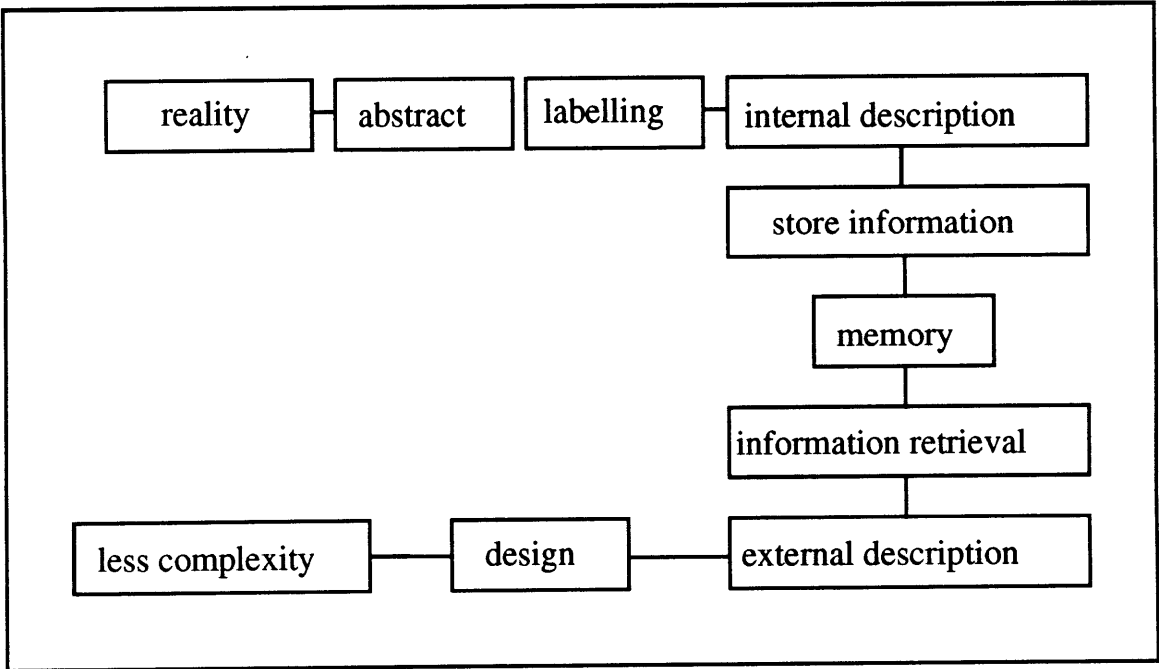 reality
abstract
labelling
internal description
store information
memory
information retrieval
external description
design
less complexity